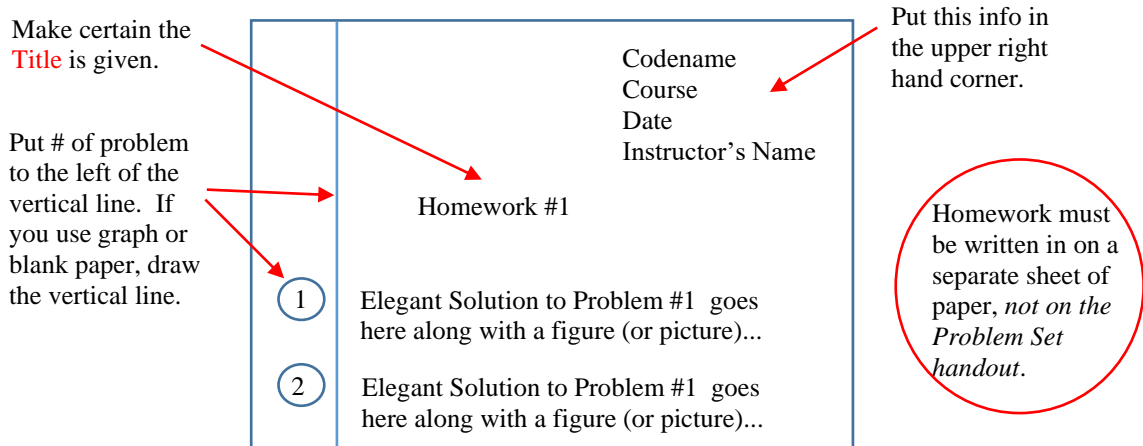 Make certain the
Title is given.
Put # of problem
to the left of the
vertical line.  If
you use graph or
blank paper, draw
the vertical line.
Codename
Course
Date
Instructor's Name
Homework #1
1
Elegant Solution to Problem #1  goes
here along with a figure (or picture)...
2
Elegant Solution to Problem #1  goes
here along with a figure (or picture)...
Put this info in
the upper right
hand corner.
Homework must
be written in on a
separate sheet of
paper, not on the
Problem Set
handout.